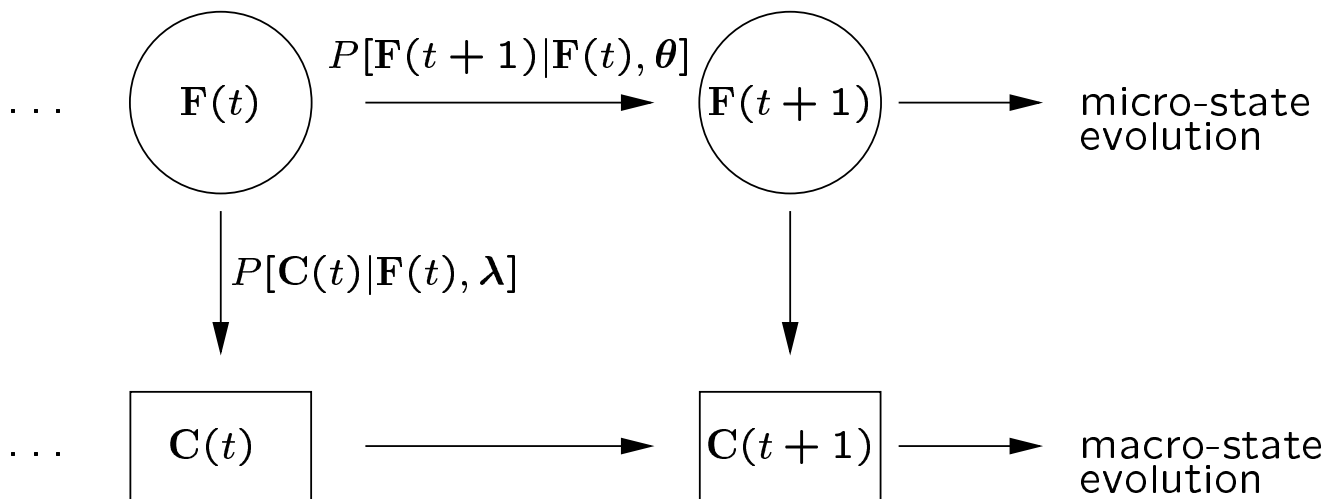 P[F(t + 1)|F(t), θ]
. . . F(t) F(t + 1) micro-state
evolution
P[C(t)|F(t), λ]
. . . C(t) C(t + 1) macro-state
evolution